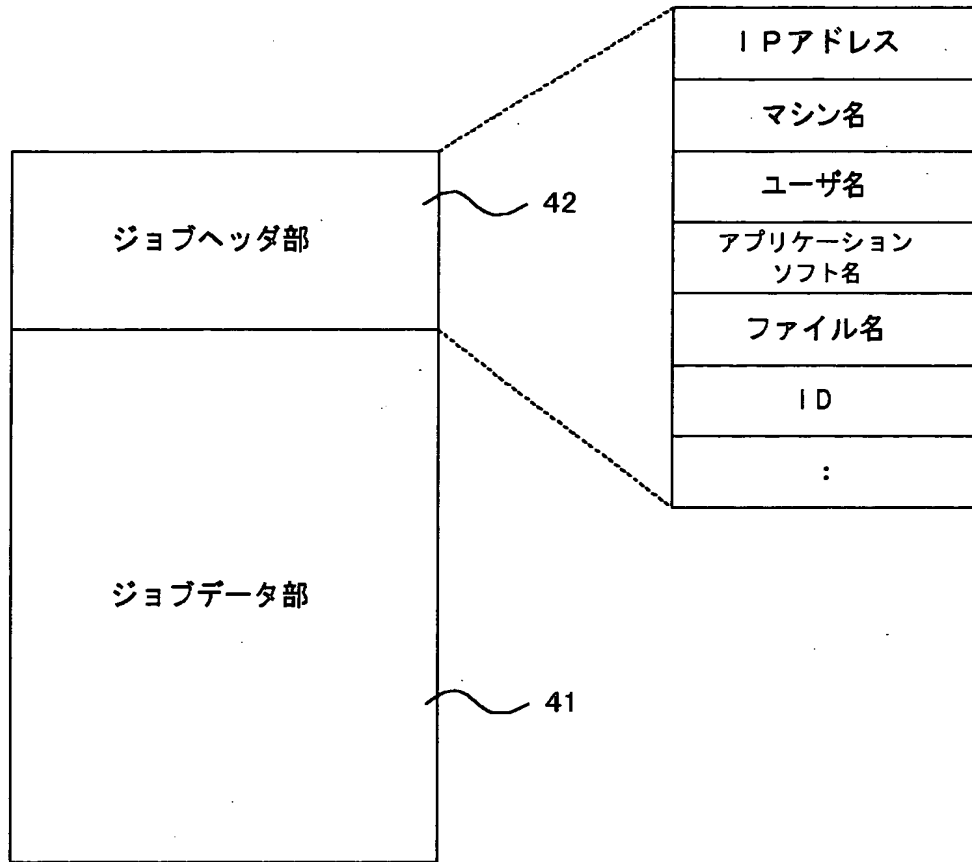 ジョブヘッダ部
42
ジョブデータ部
41
IPアドレス
マシン名
ユーザ名
アプリケーション
ソフト名
ファイル名
ID
: